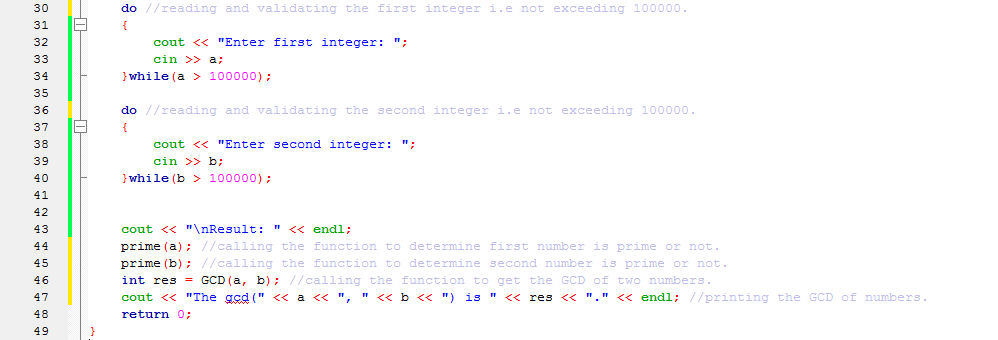 30 do //reading and validating the first integer i.e not exceeding 100000.
31 {
32 cout << "Enter first integer: ";
33 cin >> a;
34 }while(a > 100000);
35
36 do //reading and validating the second integer i.e not exceeding 100000.
37 {
38 cout << "Enter second integer: ";
39 cin >> b;
40 }while(b > 100000);
41
42
43 cout << "\nResult: " << endl;
44 prime(a); //calling the function to determine first number is prime or not.
45 prime(b); //calling the function to determine second number is prime or not.
46 int res = GCD(a, b); //calling the function to get the GCD of two numbers.
47 cout << "The gcd(" << a << ", " << b << ") is " << res << "." << endl; //printing the GCD of numbers.
48 return 0;
49 }